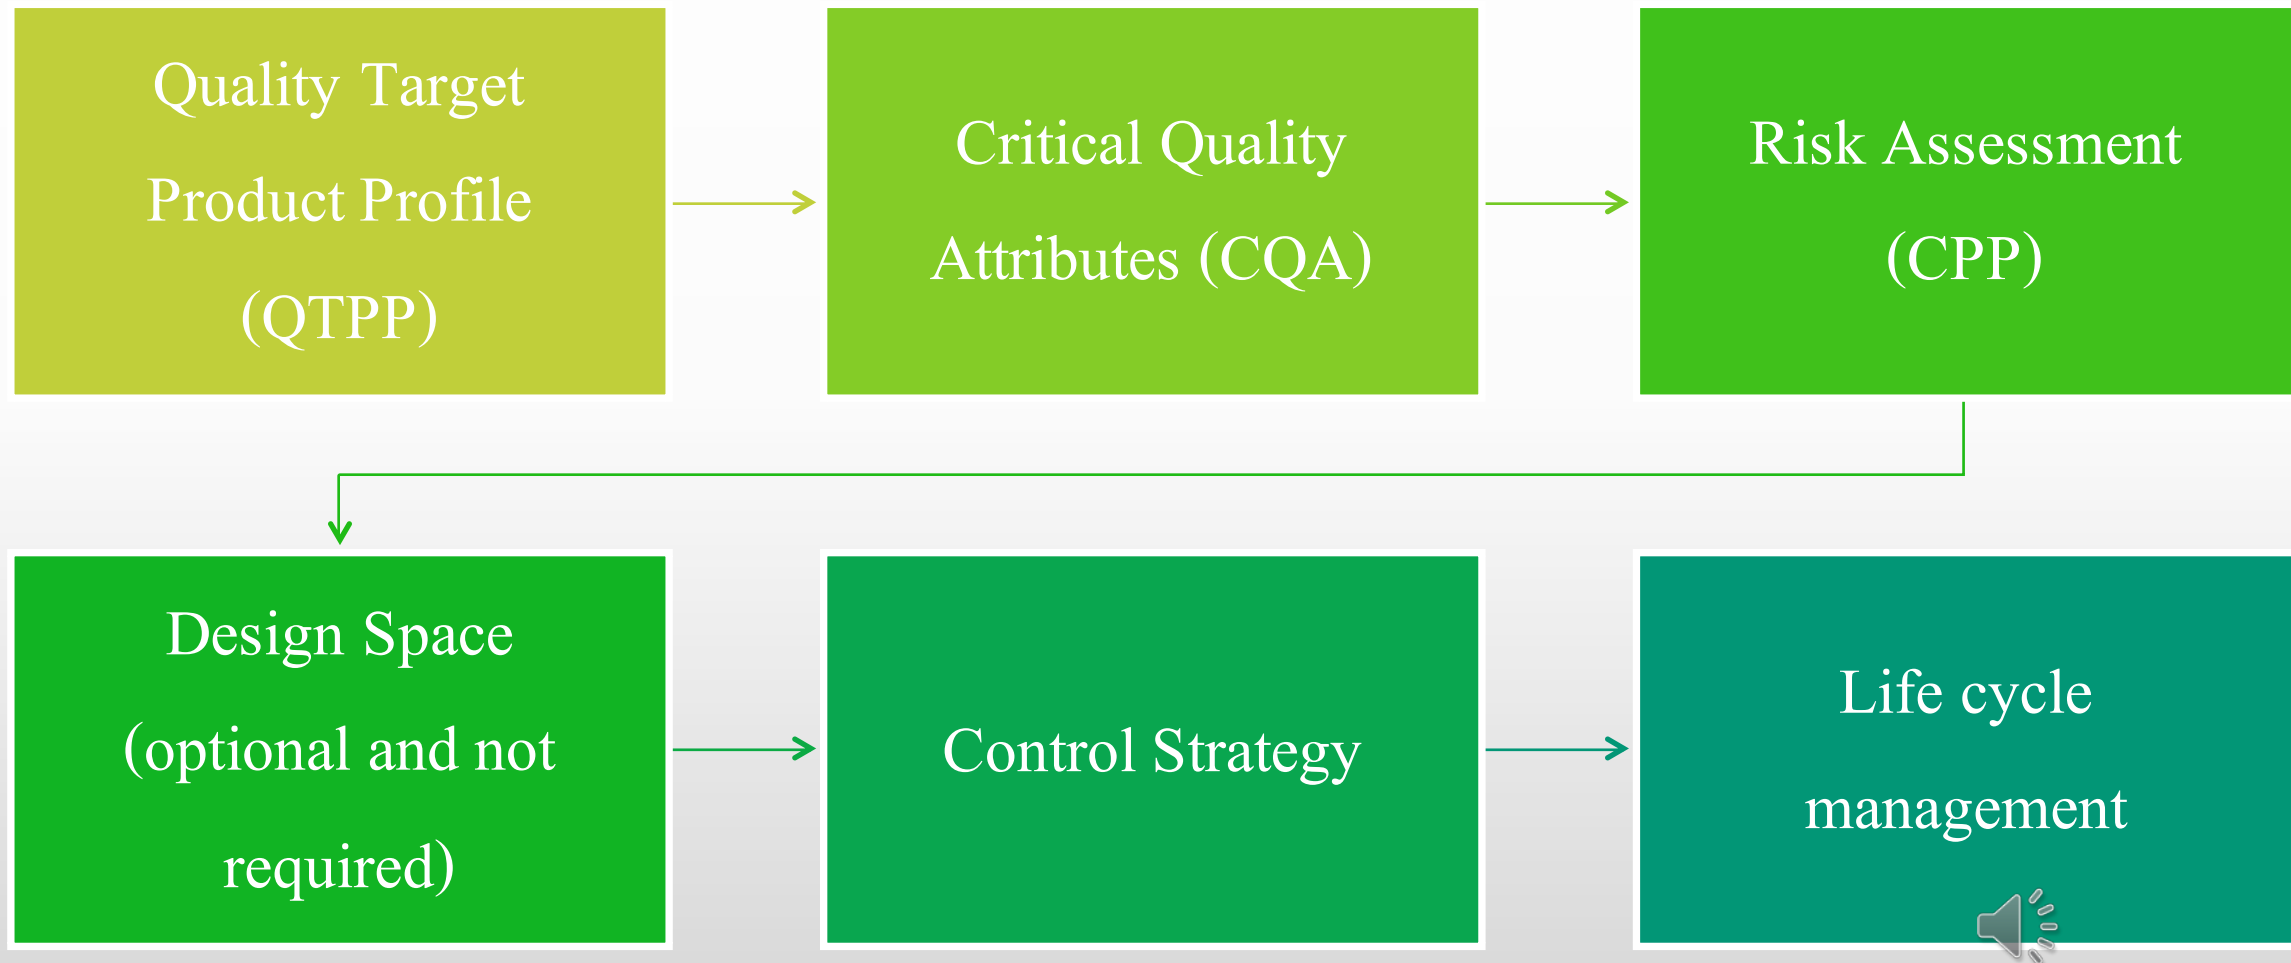 Quality Target
Product Profile
(QTPP)
Critical Quality
Attributes (CQA)
Risk Assessment
(CPP)
Design Space
(optional and not
required)
Control Strategy
Life cycle
management